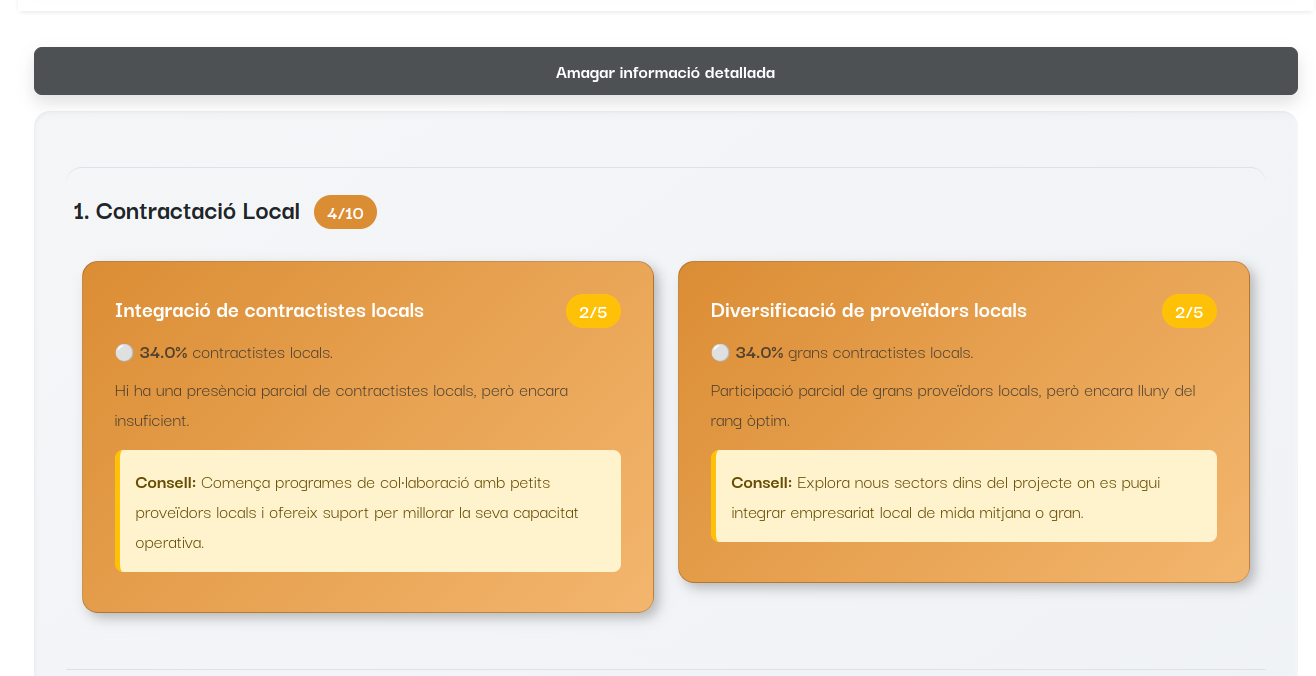 Amagar informació detallada
1. Contractació Local 4/10
Integració de contractistes locals 2/5
34.0% contractistes locals.
Hi ha una presència parcial de contractistes locals, però encara
insuficient.
Consell: Comença programes de col·laboració amb petits
proveïdors locals i ofereix suport per millorar la seva capacitat
operativa.
Diversificació de proveïdors locals 2/5
34.0% grans contractistes locals.
Participació parcial de grans proveïdors locals, però encara lluny del
rang òptim.
Consell: Explora nous sectors dins del projecte on es pugui
integrar empresariat local de mida mitjana o gran.